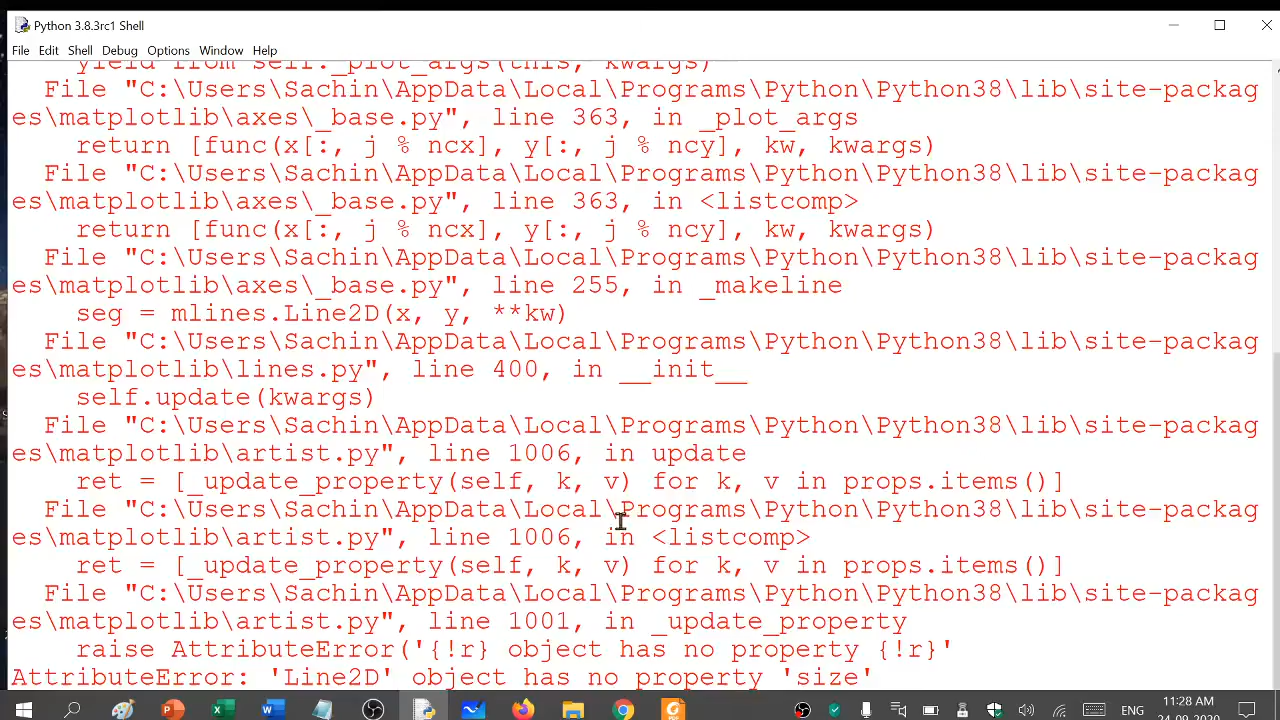 Python 3.8.3rc1 Shell
File Edit Shell Debug Options Window Help
yield from self._plot_args(this, kwargs)
File "C:\Users\Sachin\AppData\Local\Programs\Python\Python38\lib\site-packag
es\matplotlib\axes\_base.py", line 363, in _plot_args
return [func(x[:, j % ncx], y[:, j % ncy], kw, kwargs)
File "C:\Users\Sachin\AppData\Local\Programs\Python\Python38\lib\site-packag
es\matplotlib\axes\_base.py", line 363, in <listcomp>
return [func(x[:, j % ncx], y[:, j % ncy], kw, kwargs)
File "C:\Users\Sachin\AppData\Local\Programs\Python\Python38\lib\site-packag
es\matplotlib\axes\_base.py", line 255, in _makeline
seg = mlines.Line2D(x, y, **kw)
File "C:\Users\Sachin\AppData\Local\Programs\Python\Python38\lib\site-packag
es\matplotlib\lines.py", line 400, in __init__
self.update(kwargs)
File "C:\Users\Sachin\AppData\Local\Programs\Python\Python38\lib\site-packag
es\matplotlib\artist.py", line 1006, in update
ret = [_update_property(self, k, v) for k, v in props.items()]
File "C:\Users\Sachin\AppData\Local\Programs\Python\Python38\lib\site-packag
es\matplotlib\artist.py", line 1006, in <listcomp>
ret = [_update_property(self, k, v) for k, v in props.items()]
File "C:\Users\Sachin\AppData\Local\Programs\Python\Python38\lib\site-packag
es\matplotlib\artist.py", line 1001, in _update_property
raise AttributeError('{!r} object has no property {!r}'
AttributeError: 'Line2D' object has no property 'size'
ENG
11:28 AM
24-09-2020